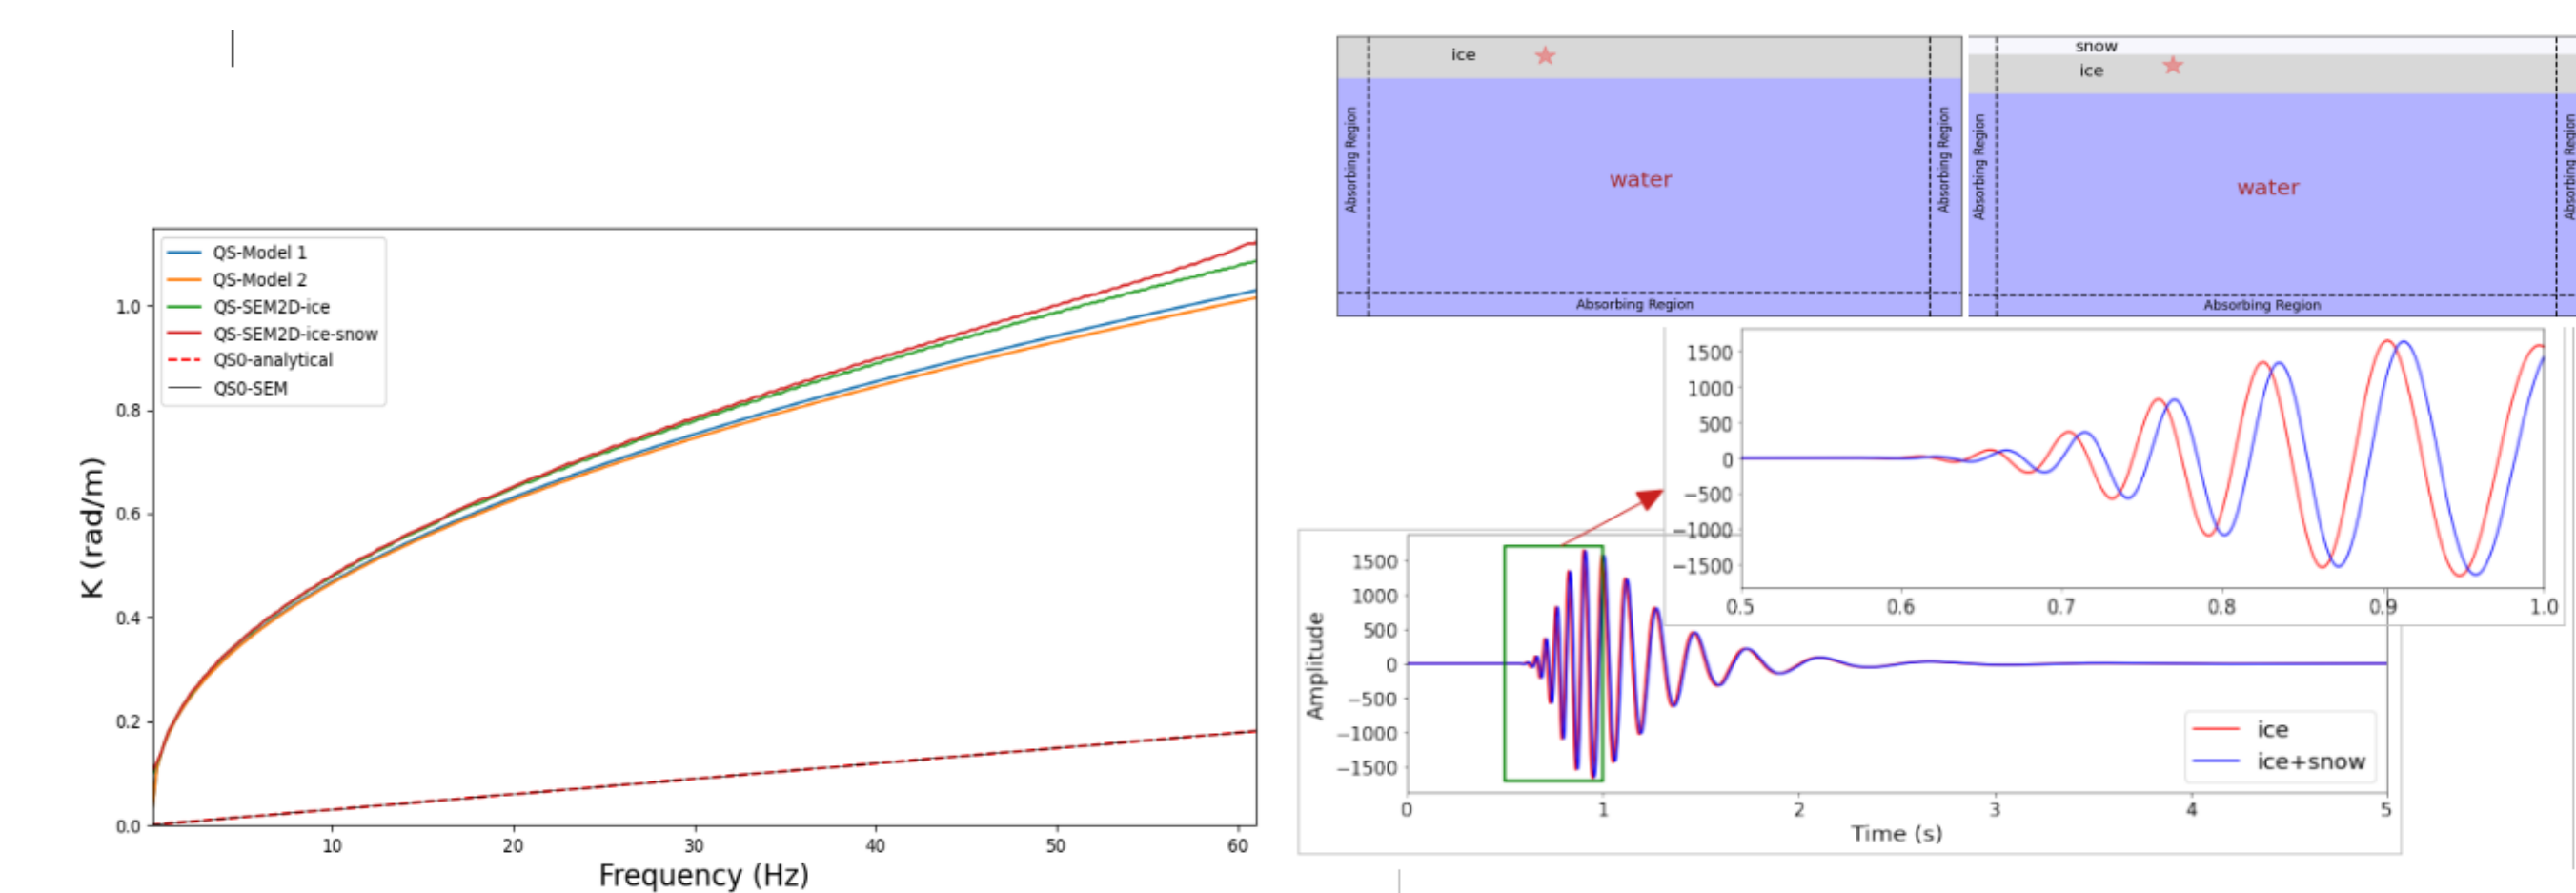 QS-Model 1
QS-Model 2
QS-SEM2D-ice
QS-SEM2D-ice-snow
QS0-analytical
QS0-SEM
1.0
0.8
0.6
0.4
0.2
0.0
K (rad/m)
10 20 30 40 50 60
Frequency (Hz)
ice
Absorbing Region
water
Absorbing Region
Absorbing Region
snow
ice
Absorbing Region
water
Absorbing Region
Absorbing Region
1500
1000
500
0
−500
−1000
−1500
0.5 0.6 0.7 0.8 0.9 1.0
1500
1000
500
0
−500
−1000
−1500
Amplitude
ice
ice+snow
0 1 2 3 4 5
Time (s)